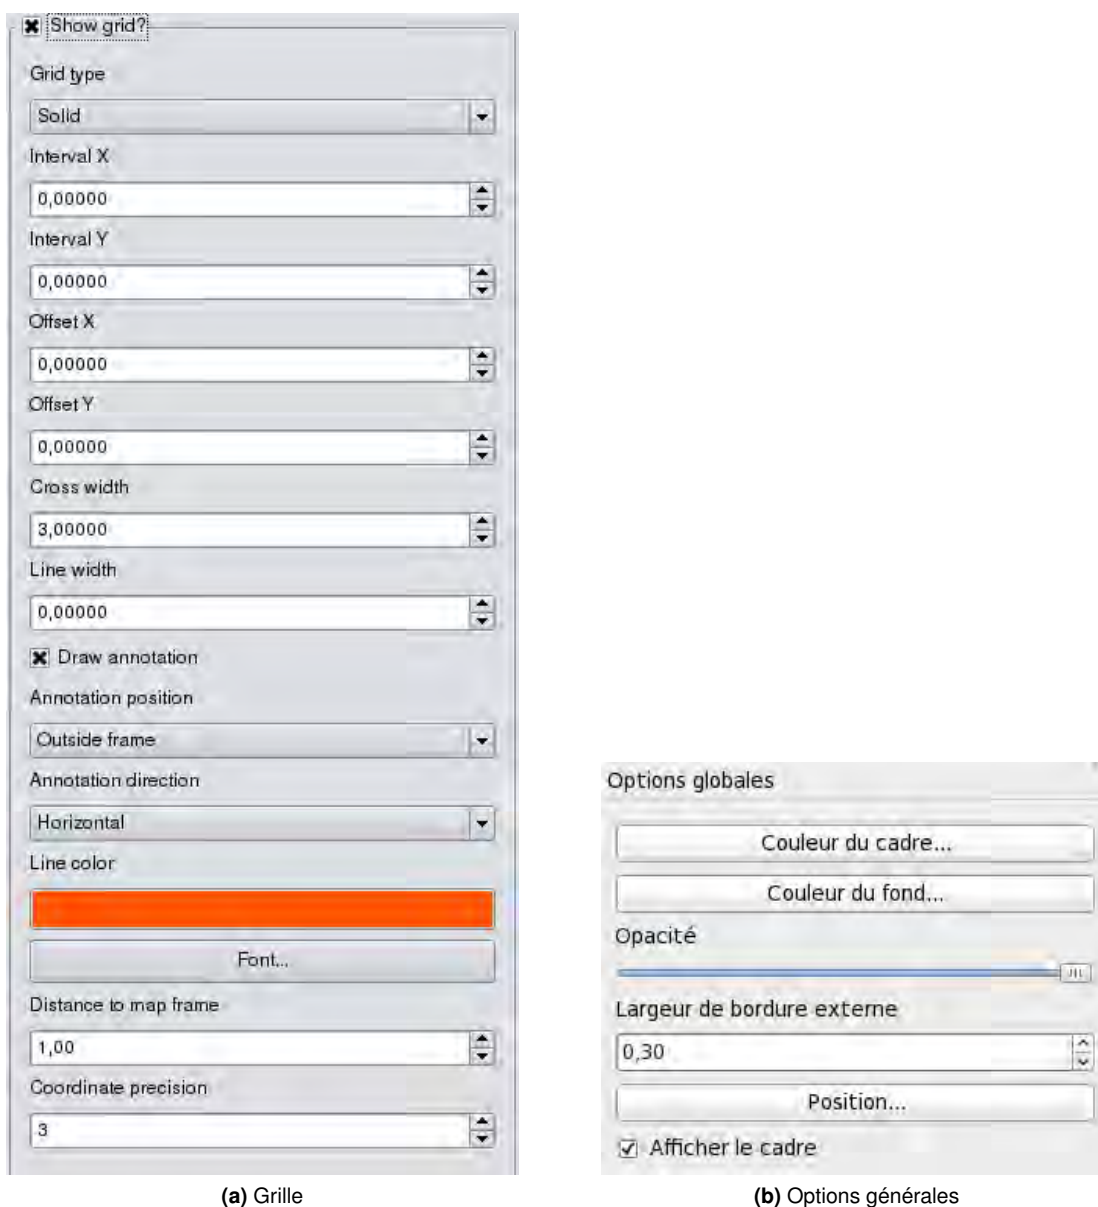 Show grid?
Grid type
Solid
Interval X
0,00000
Interval Y
0,00000
Offset X
0,00000
Offset Y
0,00000
Cross width
3,00000
Line width
0,00000
Draw annotation
Annotation position
Outside frame
Annotation direction
Horizontal
Line color
Font...
Distance to map frame
1,00
Coordinate precision
3
(a) Grille
Options globales
Couleur du cadre...
Couleur du fond...
Opacité
Largeur de bordure externe
0,30
Position...
Afficher le cadre
(b) Options générales